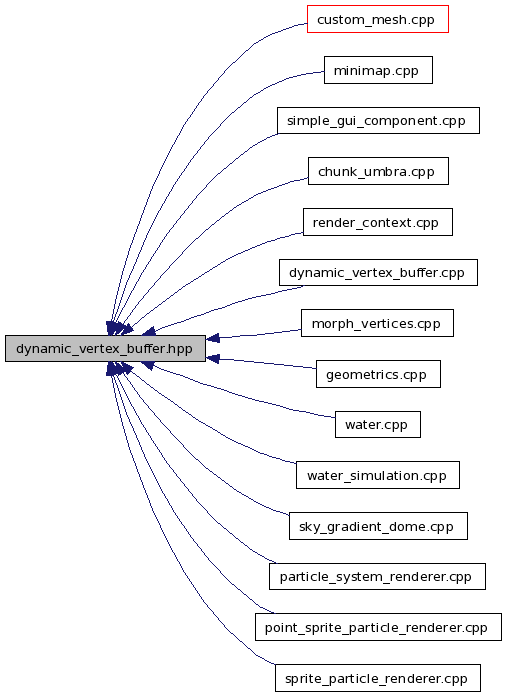 custom_mesh.cpp
minimap.cpp
simple_gui_component.cpp
chunk_umbra.cpp
render_context.cpp
dynamic_vertex_buffer.cpp
morph_vertices.cpp
dynamic_vertex_buffer.hpp
geometrics.cpp
water.cpp
water_simulation.cpp
sky_gradient_dome.cpp
particle_system_renderer.cpp
point_sprite_particle_renderer.cpp
sprite_particle_renderer.cpp